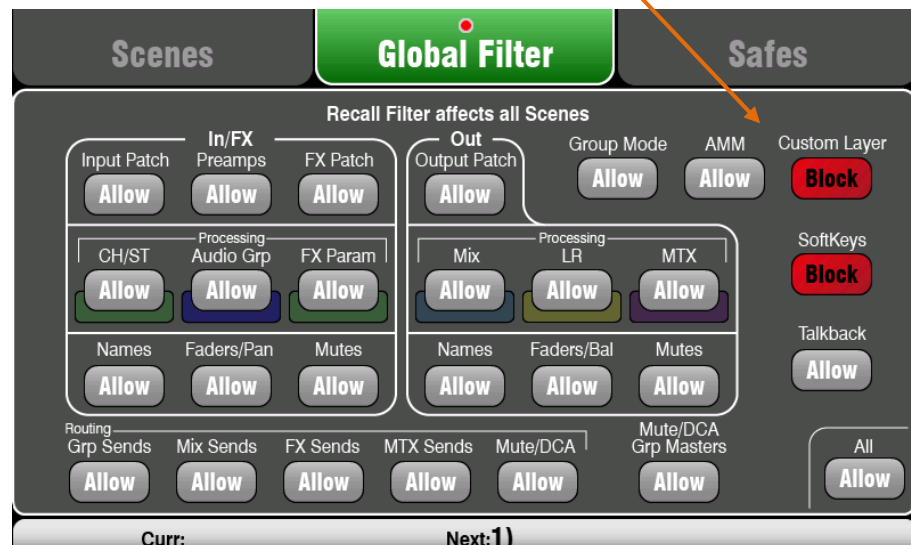 Scenes Global Filter Safes
Recall Filter affects all Scenes
In/FX Out
Input Patch Preamps FX Patch Output Patch Group Mode AMM Custom Layer
Allow Allow Allow Allow Allow Allow Block
Processing Processing SoftKeys
CH/ST Audio Grp FX Param Mix LR MTX
Allow Allow Allow Allow Allow Allow Block
Talkback
Names Faders/Pan Mutes Names Faders/Bal Mutes
Allow Allow Allow Allow Allow Allow Allow
Routing Mute/DCA
Grp Sends Mix Sends FX Sends MTX Sends Mute/DCA Grp Masters All
Allow Allow Allow Allow Allow Allow Allow
Curr: Next:1)